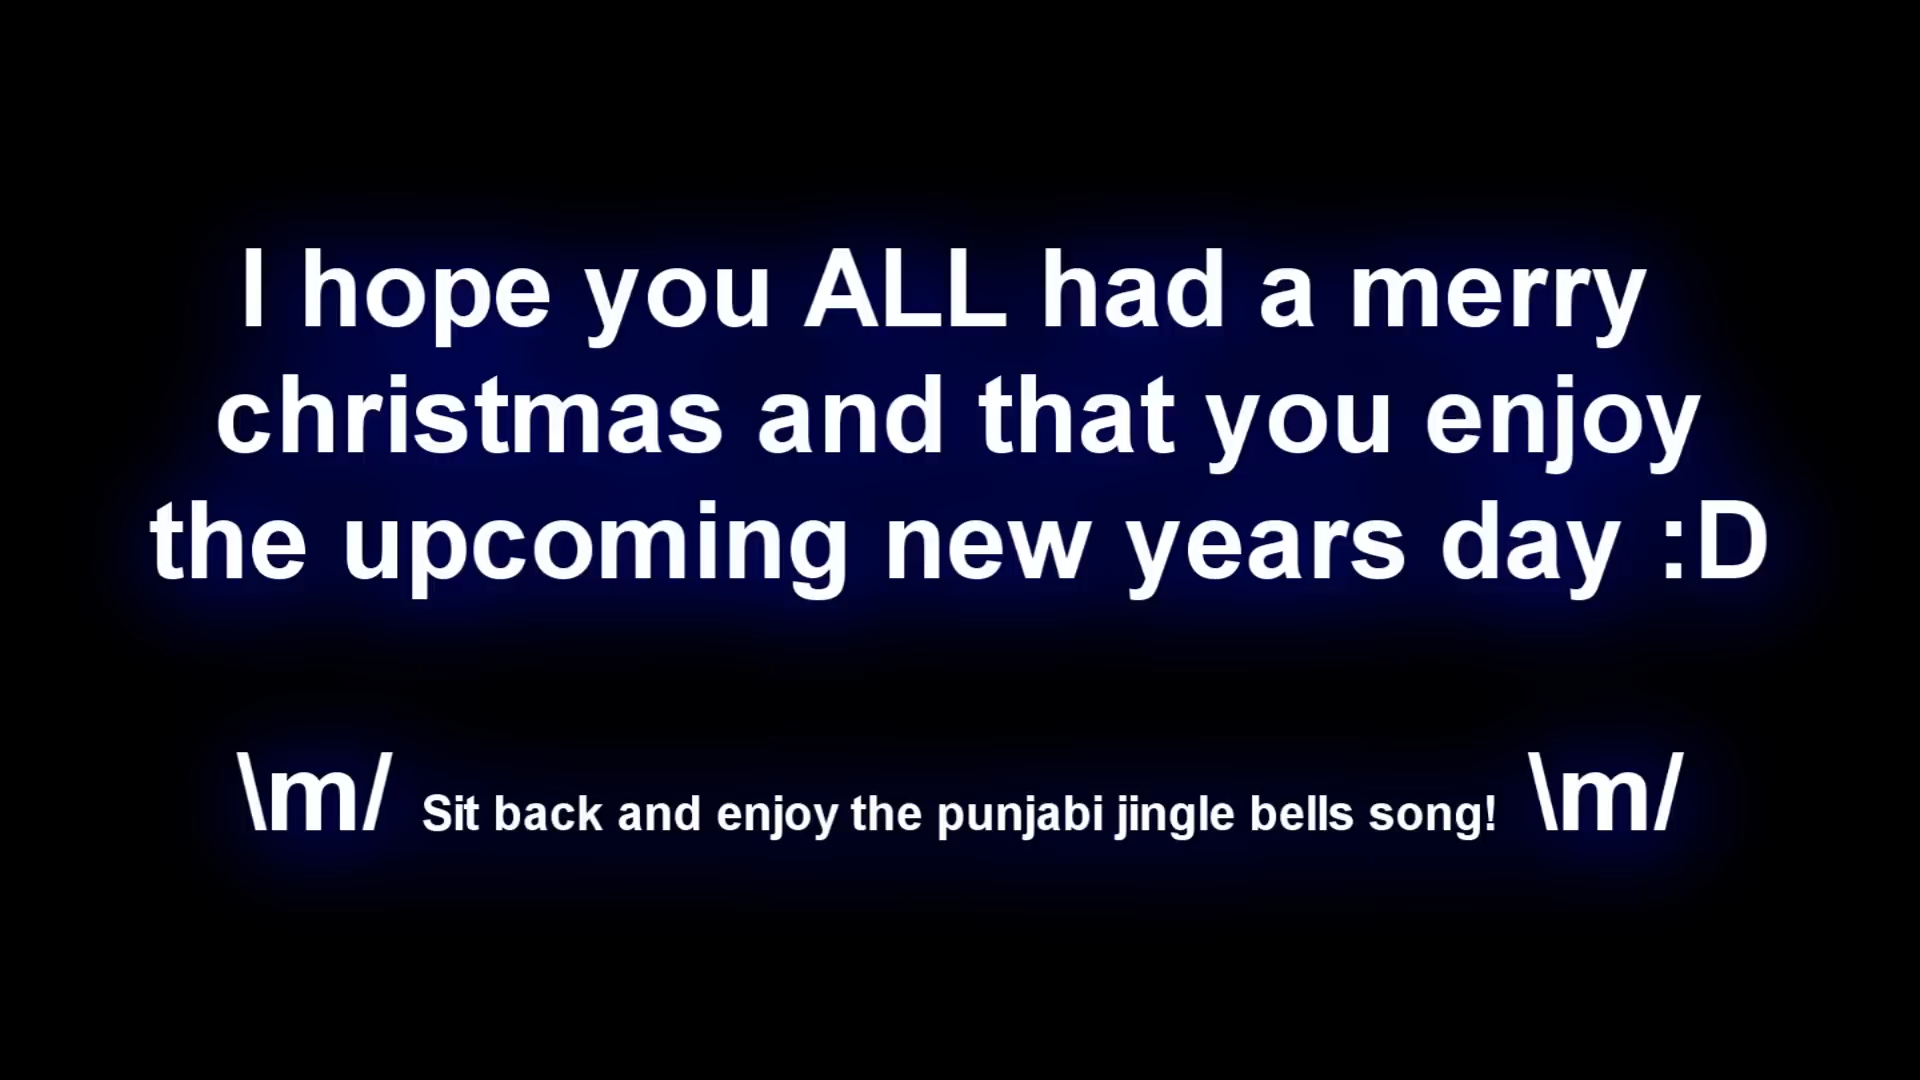 I hope you ALL had a merry
christmas and that you enjoy
the upcoming new years day :D
\m/ Sit back and enjoy the punjabi jingle bells song! \m/